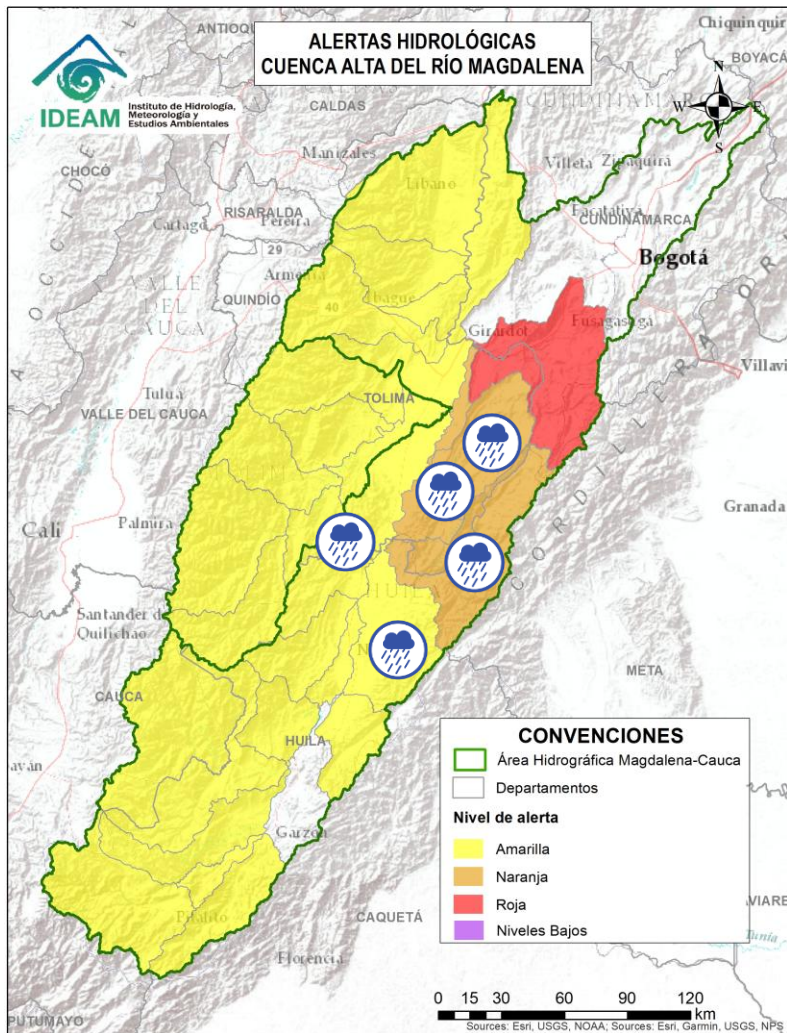 ALERTAS HIDROLÓGICAS
CUENCA ALTA DEL RÍO MAGDALENA
IDEAM
Instituto de Hidrología,
Meteorología y
Estudios Ambientales
N
W
E
S
BOYACÁ
CALDAS
Manizales
Líbano
Villeta
Zipaquirá
CHOCÓ
RISARALDA
Pereira
Cartago
Facatativá
CUNDINAMARCA
Bogotá
29
Armenia
QUINDÍO
40
Ibagué
VALLE
DEL
CAUCA
Girardot
Fusagasugá
Tuluá
VALLE DEL CAUCA
TOLIMA
CORDILLERA
Cali
Palmira
Granada
HUILA
Santander de
Quilichao
META
CAUCA
HUILA
Garzón
Pitalito
CAQUETÁ
Florencia
PUTUMAYO
CONVENCIONES
Área Hidrográfica Magdalena-Cauca
Departamentos
Nivel de alerta
Amarilla
Naranja
Roja
Niveles Bajos
0 15 30 60 90 120
km
Sources: Esri, USGS, NOAA; Sources: Esri, Garmin, USGS, NPS